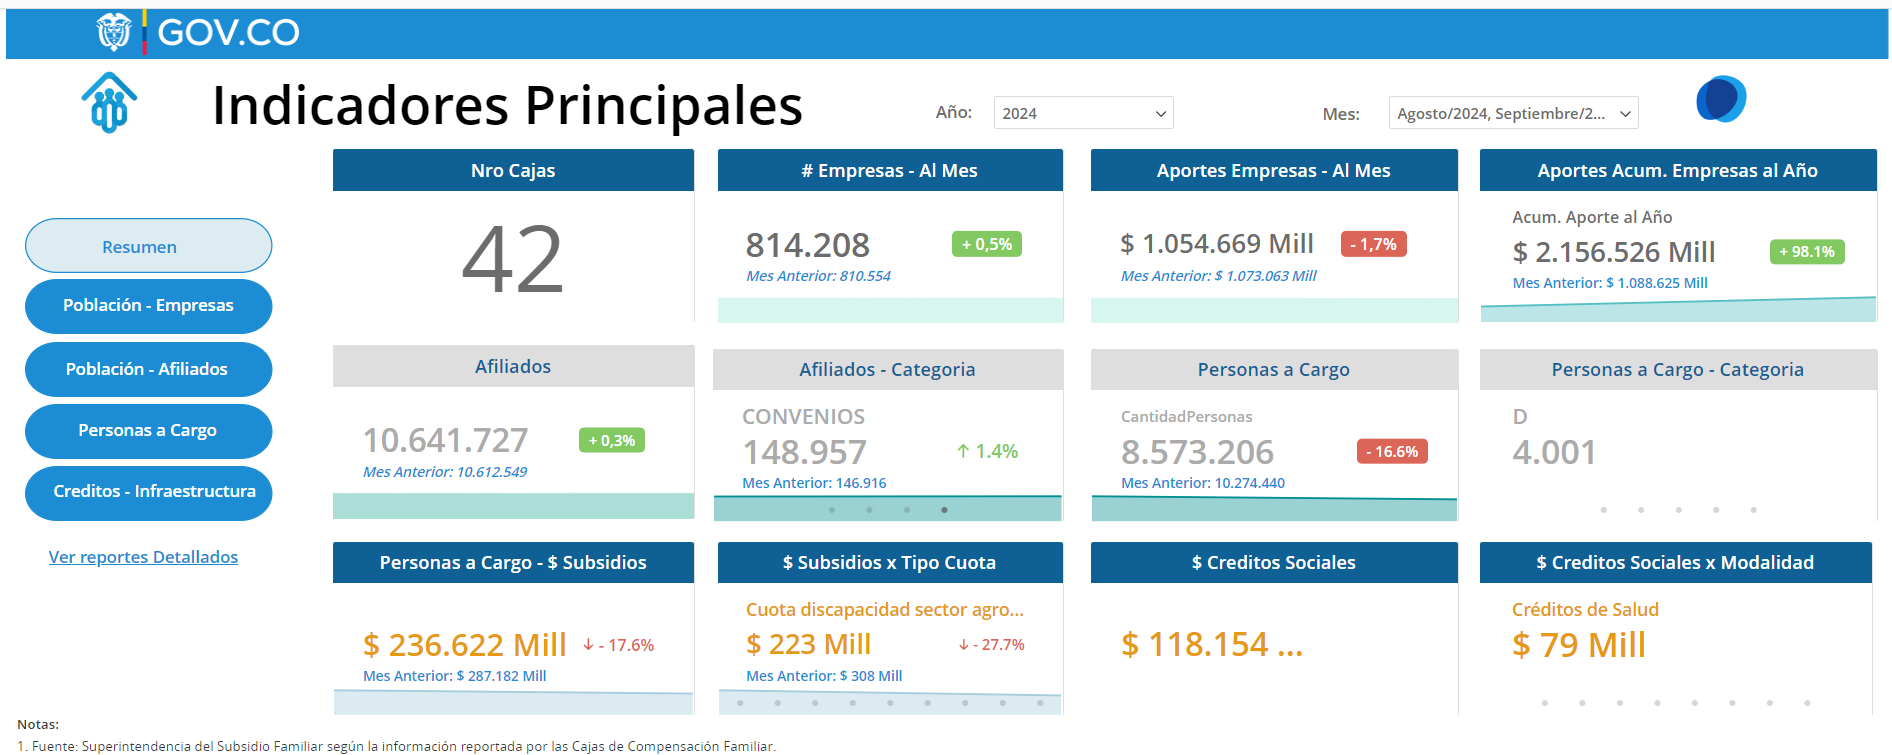 GOV.CO
Indicadores Principales
Año:
2024
Mes:
Agosto/2024, Septiembre/2...
Resumen
Población - Empresas
Población - Afiliados
Personas a Cargo
Creditos - Infraestructura
Ver reportes Detallados
Nro Cajas
42
# Empresas - Al Mes
814.208
+ 0,5%
Mes Anterior: 810.554
Aportes Empresas - Al Mes
$ 1.054.669 Mill
- 1,7%
Mes Anterior: $ 1.073.063 Mill
Aportes Acum. Empresas al Año
Acum. Aporte al Año
$ 2.156.526 Mill
+ 98.1%
Mes Anterior: $ 1.088.625 Mill
Afiliados
10.641.727
+ 0,3%
Mes Anterior: 10.612.549
Afiliados - Categoria
CONVENIOS
148.957
↑ 1.4%
Mes Anterior: 146.916
Personas a Cargo
CantidadPersonas
8.573.206
- 16.6%
Mes Anterior: 10.274.440
Personas a Cargo - Categoria
D
4.001
Personas a Cargo - $ Subsidios
$ 236.622 Mill
↓ - 17.6%
Mes Anterior: $ 287.182 Mill
$ Subsidios x Tipo Cuota
Cuota discapacidad sector agro...
$ 223 Mill
↓ - 27.7%
Mes Anterior: $ 308 Mill
$ Creditos Sociales
$ 118.154 ...
$ Creditos Sociales x Modalidad
Créditos de Salud
$ 79 Mill
Notas:
1. Fuente: Superintendencia del Subsidio Familiar según la información reportada por las Cajas de Compensación Familiar.